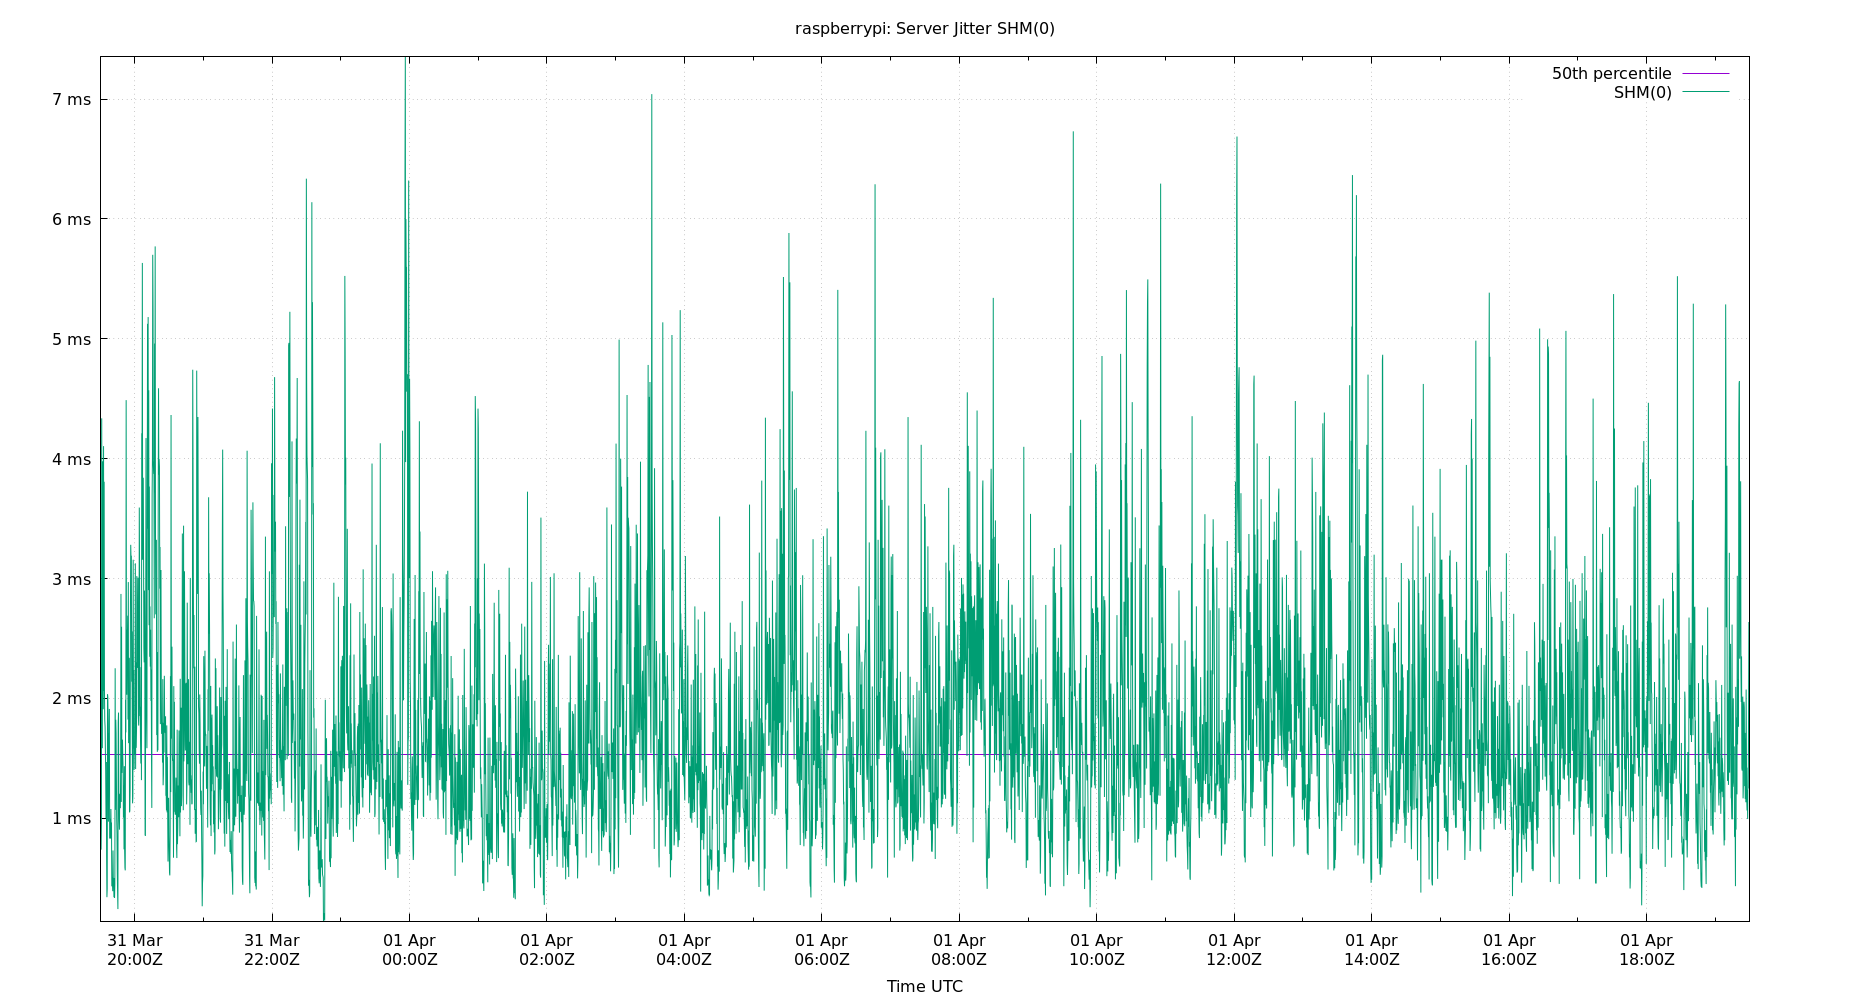 raspberrypi: Server Jitter SHM(0)
50th percentile
SHM(0)
7 ms
6 ms
5 ms
4 ms
3 ms
2 ms
1 ms
31 Mar 31 Mar 01 Apr 01 Apr 01 Apr 01 Apr 01 Apr 01 Apr 01 Apr 01 Apr 01 Apr 01 Apr
20:00Z 22:00Z 00:00Z 02:00Z 04:00Z 06:00Z 08:00Z 10:00Z 12:00Z 14:00Z 16:00Z 18:00Z
Time UTC